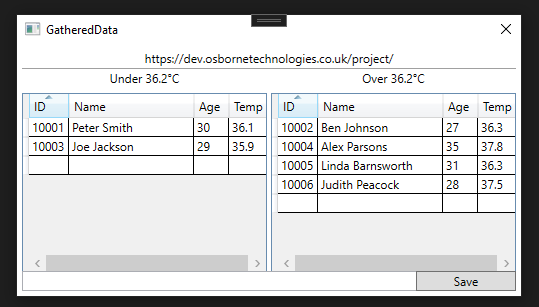 GatheredData
https://dev.osbornetechnologies.co.uk/project/
Under 36.2°C
ID Name Age Temp
10001 Peter Smith 30 36.1
10003 Joe Jackson 29 35.9
Over 36.2°C
ID Name Age Temp
10002 Ben Johnson 27 36.3
10004 Alex Parsons 35 37.8
10005 Linda Barnsworth 31 36.3
10006 Judith Peacock 28 37.5
Save